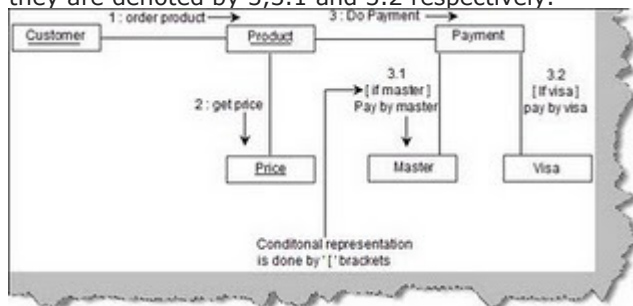 they are denoted by 3,3.1 and 3.2 respectively.
1 : order product
3 : Do Payment
Customer
Product
Payment
3.1
[ if master ]
Pay by master
3.2
[ If visa ]
pay by visa
2 : get price
Price
Master
Visa
Conditonal representation
is done by '[' brackets